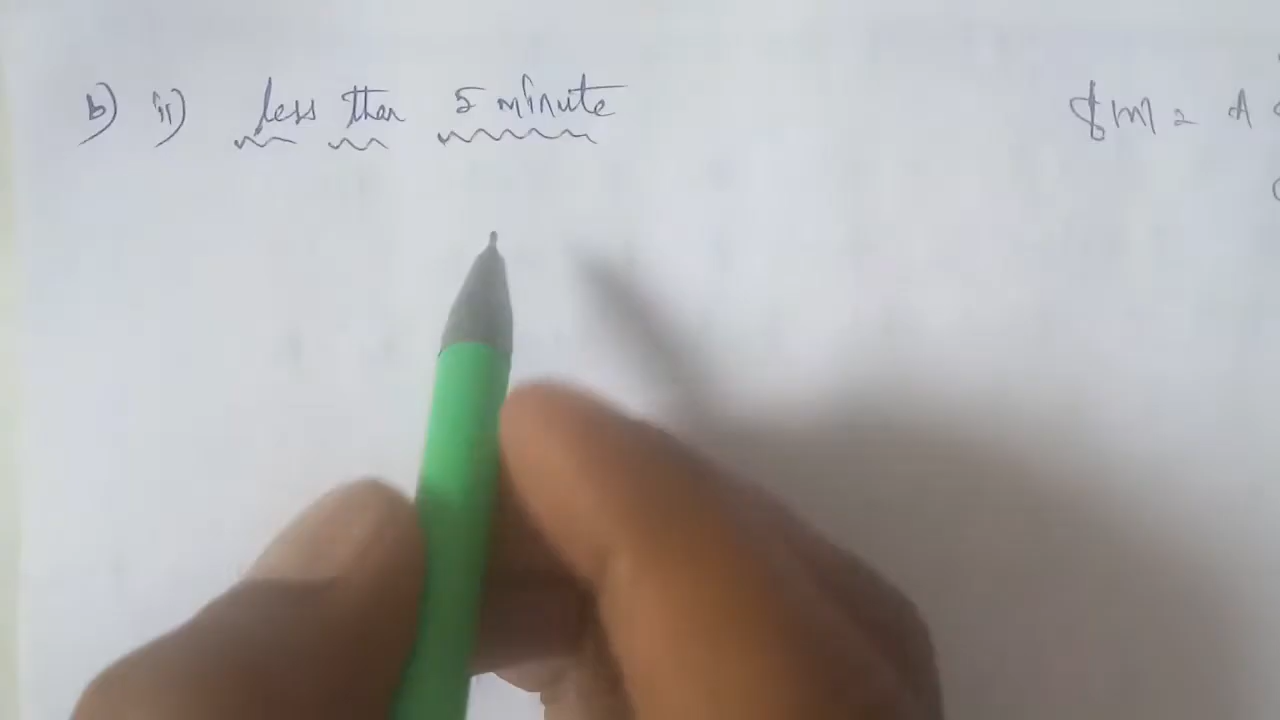 b) ii) less than 5 minute
$m = A